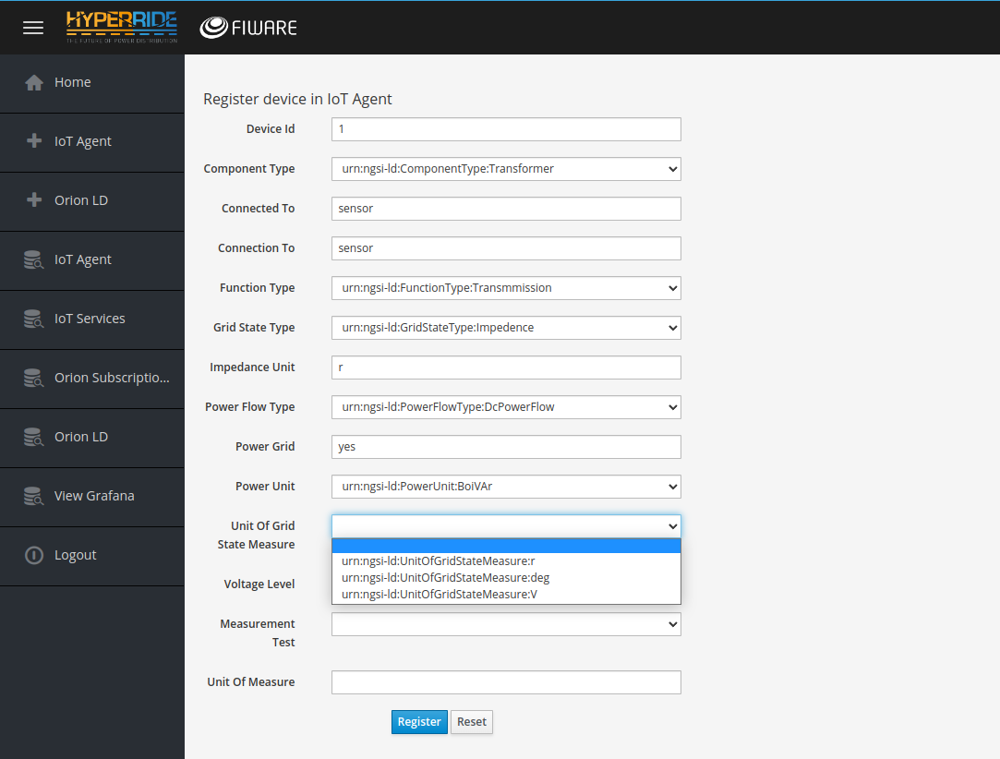 HYPERRIDE
THE FUTURE OF POWER DISTRIBUTION
FIWARE
Home
IoT Agent
Orion LD
IoT Agent
IoT Services
Orion Subscriptio...
Orion LD
View Grafana
Logout
Register device in IoT Agent
Device Id 1
Component Type urn:ngsi-ld:ComponentType:Transformer
Connected To sensor
Connection To sensor
Function Type urn:ngsi-ld:FunctionType:Transmmission
Grid State Type urn:ngsi-ld:GridStateType:Impedence
Impedance Unit r
Power Flow Type urn:ngsi-ld:PowerFlowType:DcPowerFlow
Power Grid yes
Power Unit urn:ngsi-ld:PowerUnit:BoiVAr
Unit Of Grid
State Measure
urn:ngsi-ld:UnitOfGridStateMeasure:r
urn:ngsi-ld:UnitOfGridStateMeasure:deg
urn:ngsi-ld:UnitOfGridStateMeasure:V
Voltage Level
Measurement
Test
Unit Of Measure
Register Reset